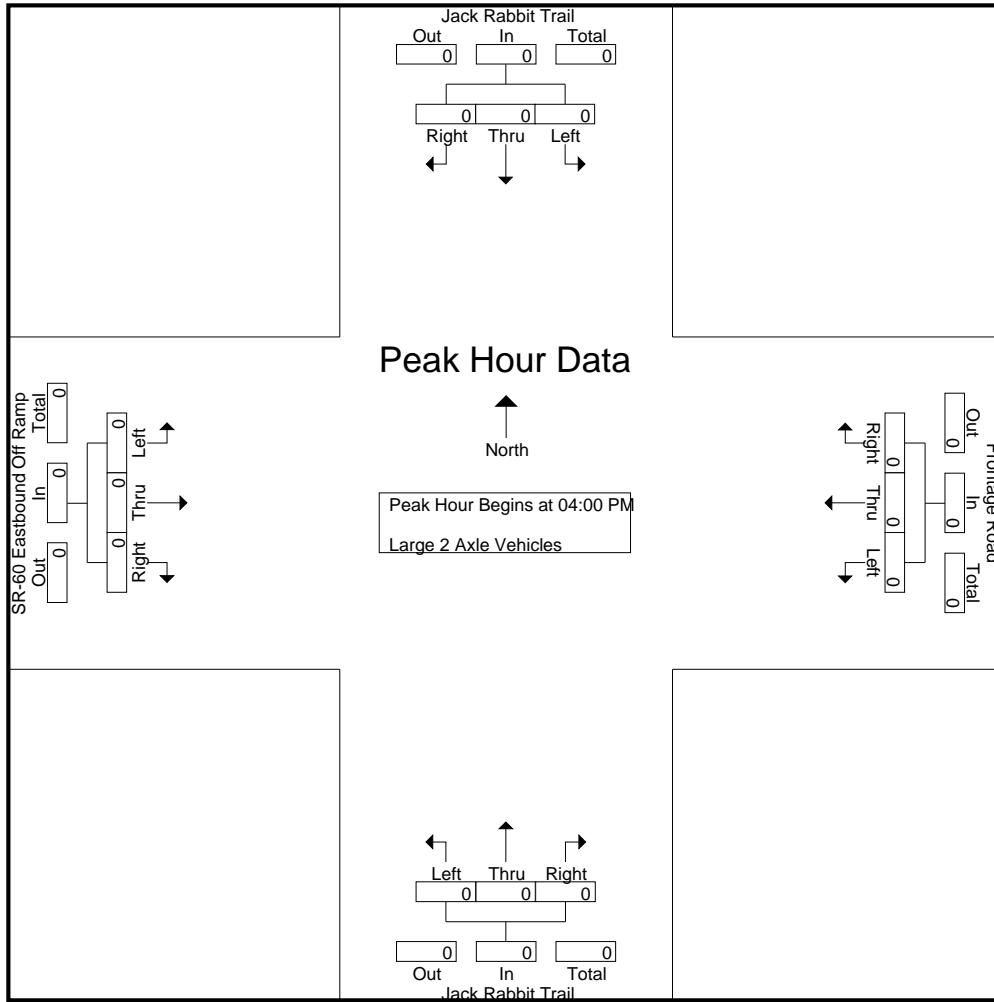 Jack Rabbit Trail
Out In Total
0 0 0
0 0 0
Right Thru Left
Peak Hour Data
North
Peak Hour Begins at 04:00 PM
Large 2 Axle Vehicles
SR-60 Eastbound Off Ramp
Out In Total
0 0 0
0 0 0
Right Thru Left
Frontage Road
Out In Total
0 0 0
0 0 0
Right Thru Left
Left Thru Right
0 0 0
0 0 0
Out In Total
Jack Rabbit Trail